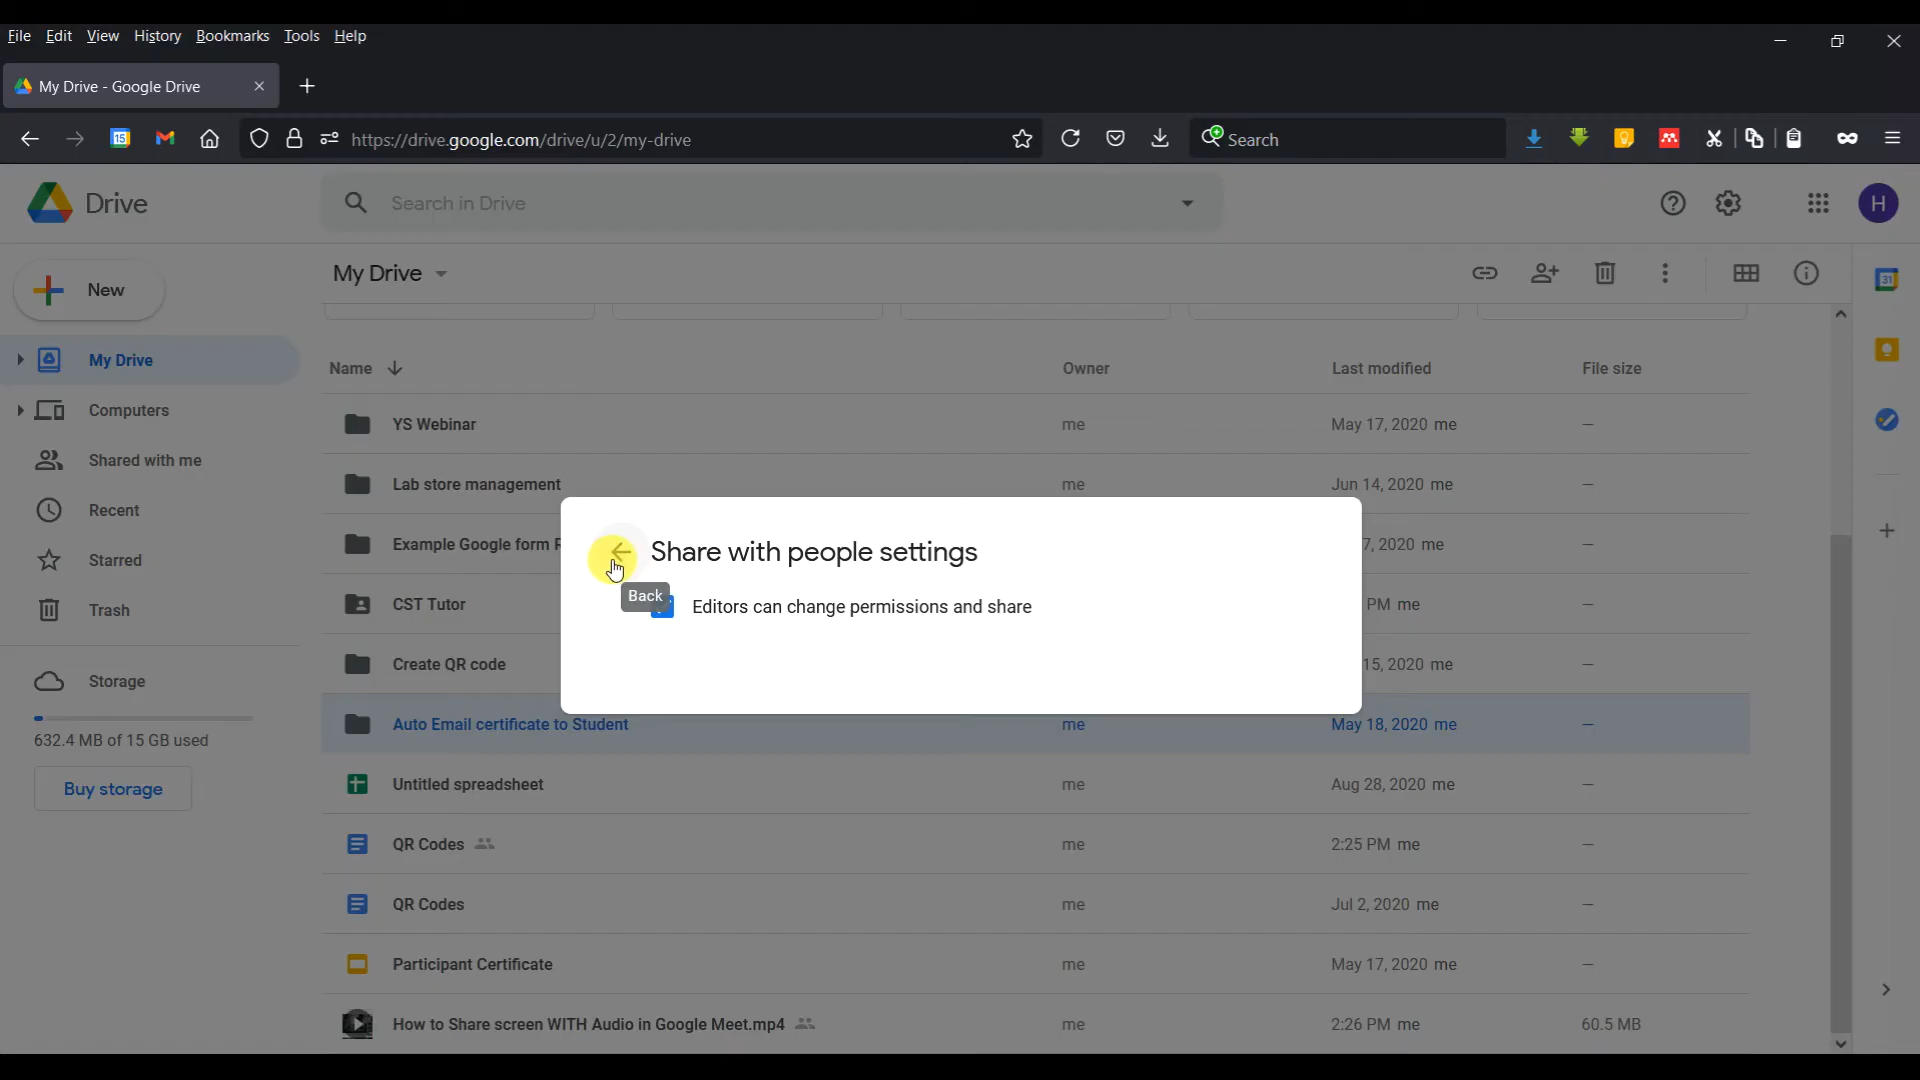 File Edit View History Bookmarks Tools Help
My Drive - Google Drive
15 https://drive.google.com/drive/u/2/my-drive Search
Drive Search in Drive H
New My Drive
31
My Drive Name Owner Last modified File size
Computers YS Webinar me May 17, 2020 me —
Shared with me Lab store management me Jun 14, 2020 me —
Recent
Share with people settings
Starred Example Google form 7, 2020 me —
Back Editors can change permissions and share
Trash CST Tutor PM me —
Storage Create QR code 15, 2020 me —
632.4 MB of 15 GB used Auto Email certificate to Student me May 18, 2020 me —
Buy storage Untitled spreadsheet me Aug 28, 2020 me —
QR Codes me 2:25 PM me —
QR Codes me Jul 2, 2020 me —
Participant Certificate me May 17, 2020 me —
How to Share screen WITH Audio in Google Meet.mp4 me 2:26 PM me 60.5 MB